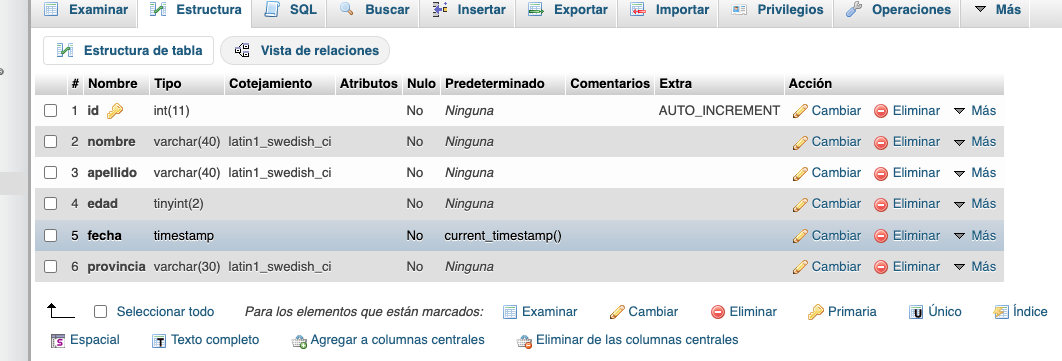 Examinar Estructura SQL Buscar Insertar Exportar Importar Privilegios Operaciones Más
Estructura de tabla Vista de relaciones
# Nombre Tipo Cotejamiento Atributos Nulo Predeterminado Comentarios Extra Acción
1 id int(11) No Ninguna AUTO_INCREMENT Cambiar Eliminar Más
2 nombre varchar(40) latin1_swedish_ci No Ninguna Cambiar Eliminar Más
3 apellido varchar(40) latin1_swedish_ci No Ninguna Cambiar Eliminar Más
4 edad tinyint(2) No Ninguna Cambiar Eliminar Más
5 fecha timestamp No current_timestamp() Cambiar Eliminar Más
6 provincia varchar(30) latin1_swedish_ci No Ninguna Cambiar Eliminar Más
Seleccionar todo Para los elementos que están marcados: Examinar Cambiar Eliminar Primaria Único Índice
Espacial Texto completo Agregar a columnas centrales Eliminar de las columnas centrales